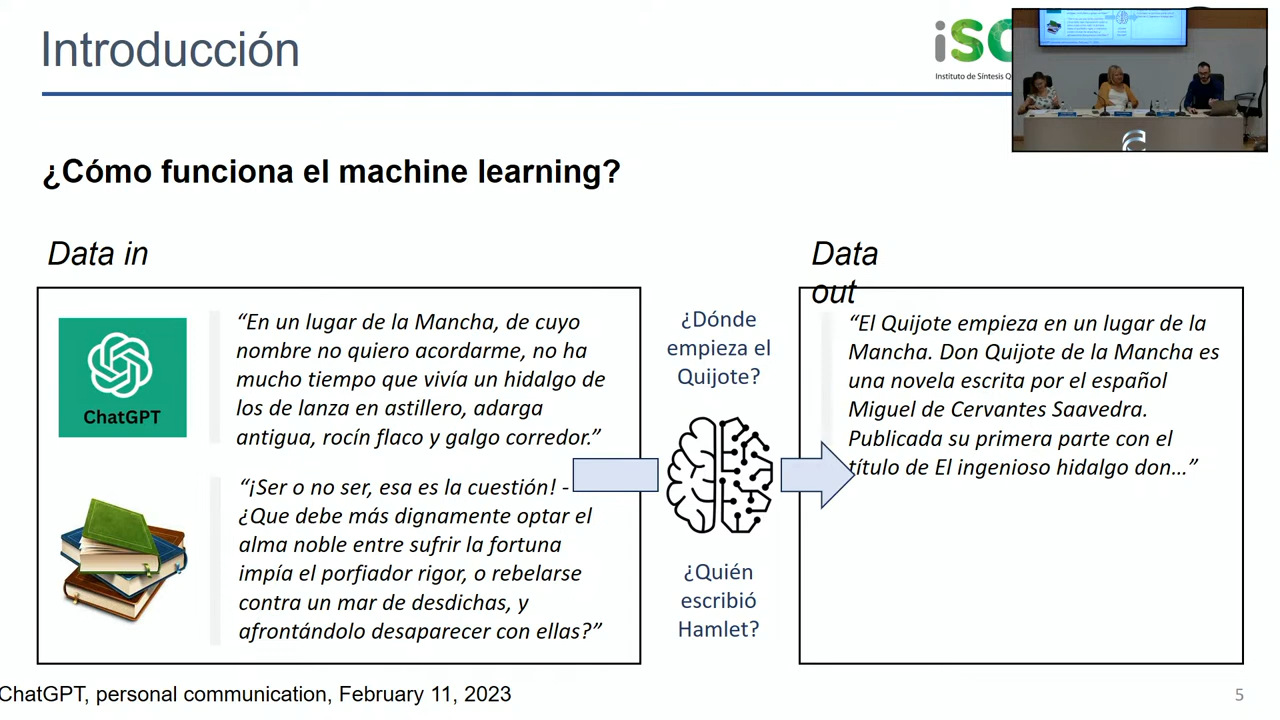 Introducción
Instituto de Síntesis
¿Cómo funciona el machine learning?
Data in
Data
out
ChatGPT
“En un lugar de la Mancha, de cuyo
nombre no quiero acordarme, no ha
mucho tiempo que vivía un hidalgo de
los de lanza en astillero, adarga
antigua, rocín flaco y galgo corredor.”
“¡Ser o no ser, esa es la cuestión! -
¿Que debe más dignamente optar el
alma noble entre sufrir la fortuna
impía el porfiador rigor, o rebelarse
contra un mar de desdichas, y
afrontándolo desaparecer con ellas?”
¿Dónde
empieza el
Quijote?
¿Quién
escribió
Hamlet?
“El Quijote empieza en un lugar de la
Mancha. Don Quijote de la Mancha es
una novela escrita por el español
Miguel de Cervantes Saavedra.
Publicada su primera parte con el
título de El ingenioso hidalgo don...”
ChatGPT, personal communication, February 11, 2023
5